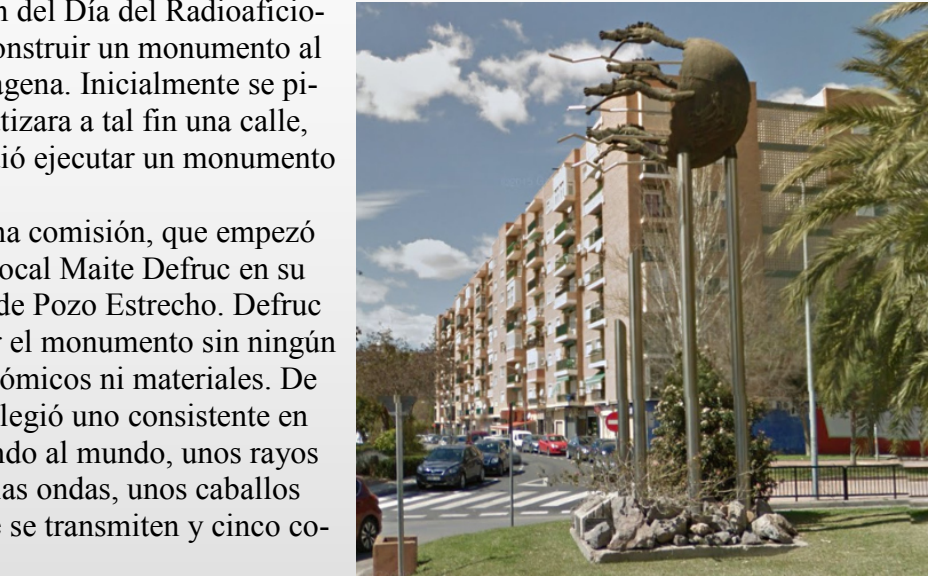 n del Día del Radioaficio-
onstruir un monumento al
agena. Inicialmente se pi-
tizara a tal fin una calle,
ió ejecutar un monumento
na comisión, que empezó
ocal Maite Defruc en su
de Pozo Estrecho. Defruc
r el monumento sin ningún
ómicos ni materiales. De
legió uno consistente en
ndo al mundo, unos rayos
as ondas, unos caballos
e se transmiten y cinco co-